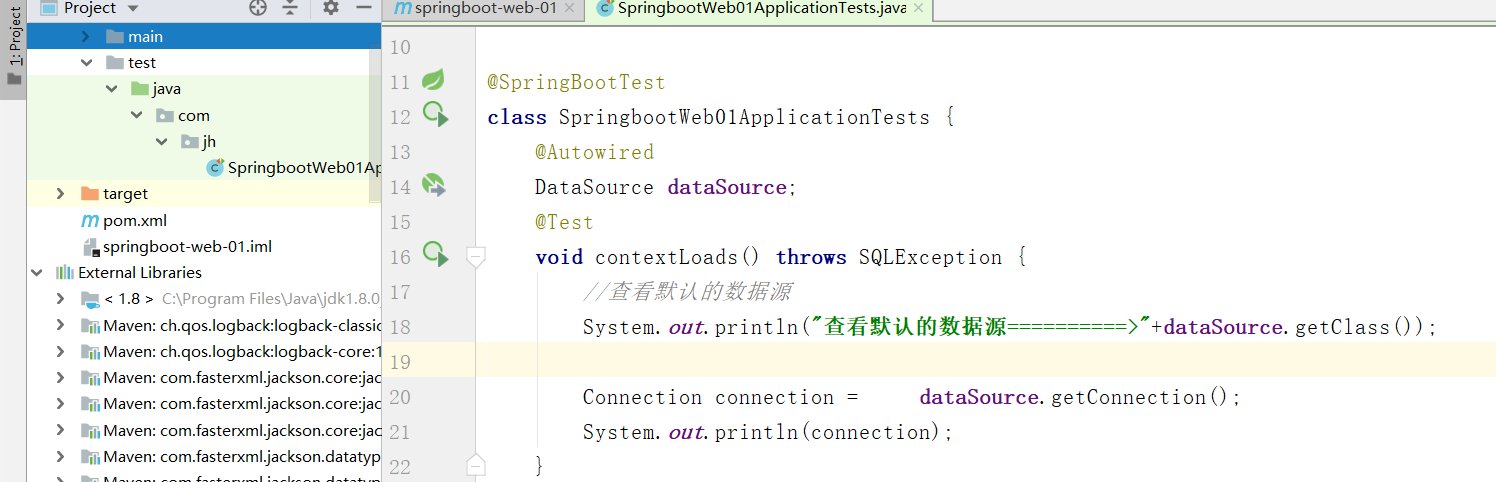 1: Project
Project
main
test
java
com
jh
SpringbootWeb01Ap
target
pom.xml
springboot-web-01.iml
External Libraries
< 1.8 > C:\Program Files\Java\jdk1.8.0_
Maven: ch.qos.logback:logback-classic
Maven: ch.qos.logback:logback-core:1
Maven: com.fasterxml.jackson.core:jac
Maven: com.fasterxml.jackson.core:jac
Maven: com.fasterxml.jackson.core:jac
Maven: com.fasterxml.jackson.datatyp
Maven: com.fasterxml.jackson.datatyp
springboot-web-01
SpringbootWeb01ApplicationTests.java
10
11 @SpringBootTest
12 class SpringbootWeb01ApplicationTests {
13 @Autowired
14 DataSource dataSource;
15 @Test
16 void contextLoads() throws SQLException {
17 //查看默认的数据源
18 System.out.println("查看默认的数据源==========>"+dataSource.getClass());
19
20 Connection connection = dataSource.getConnection();
21 System.out.println(connection);
22 }